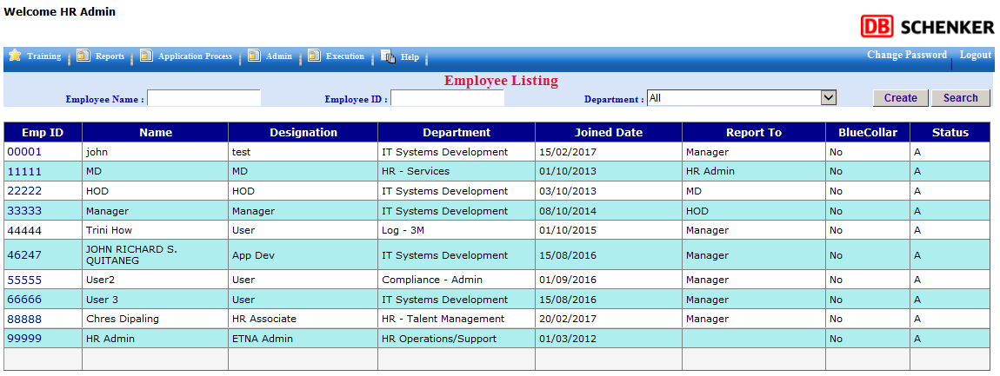 Welcome HR Admin
DB SCHENKER
Training Reports Application Process Admin Execution Help Change Password Logout
Employee Listing
Employee Name : Employee ID : Department : All Create Search
Emp ID Name Designation Department Joined Date Report To BlueCollar Status
00001 john test IT Systems Development 15/02/2017 Manager No A
11111 MD MD HR - Services 01/10/2013 HR Admin No A
22222 HOD HOD IT Systems Development 03/10/2013 MD No A
33333 Manager Manager IT Systems Development 08/10/2014 HOD No A
44444 Trini How User Log - 3M 01/10/2015 Manager No A
46247 JOHN RICHARD S. QUITANEG App Dev IT Systems Development 15/08/2016 Manager No A
55555 User2 User Compliance - Admin 01/09/2016 Manager No A
66666 User 3 User IT Systems Development 15/08/2016 Manager No A
88888 Chres Dipaling HR Associate HR - Talent Management 20/02/2017 Manager No A
99999 HR Admin ETNA Admin HR Operations/Support 01/03/2012 No A